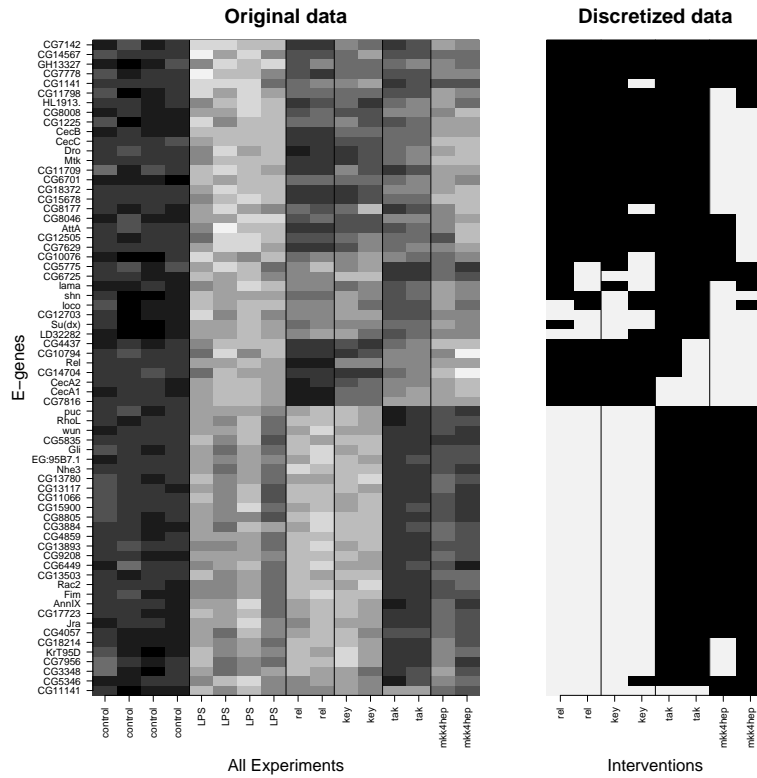 Original data
Discretized data
E-genes
CG7142
CG14567
GH13327
CG7778
CG1141
CG11798
HL1913.
CG8008
CG1225
CecB
CecC
Dro
Mtk
CG11709
CG6701
CG18372
CG15678
CG8177
CG8046
AttA
CG12505
CG7629
CG10076
CG5775
CG6725
lama
shn
loco
CG12703
Su(dx)
LD32282
CG4437
CG10794
Rel
CG14704
CecA2
CecA1
CG7816
puc
RhoL
wun
CG5835
Gli
EG:95B7.1
Nhe3
CG13780
CG13117
CG11066
CG15900
CG8805
CG3884
CG4859
CG13893
CG9208
CG6449
CG13503
Rac2
Fim
AnnIX
CG17723
Jra
CG4057
CG18214
KrT95D
CG7956
CG3348
CG5346
CG11141
control
control
control
control
LPS
LPS
LPS
LPS
rel
rel
key
key
tak
tak
mkk4hep
mkk4hep
rel
rel
key
key
tak
tak
mkk4hep
mkk4hep
All Experiments
Interventions